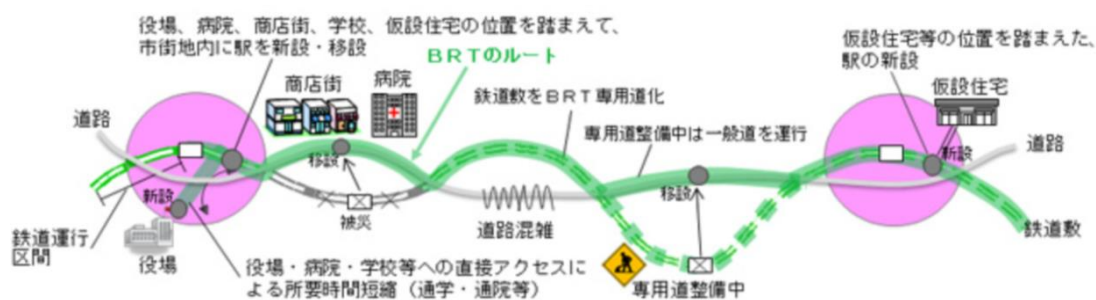 役場、病院、商店街、学校、仮設住宅の位置を踏まえて、
市街地内に駅を新設・移設
BRTのルート
仮設住宅等の位置を踏まえた、
駅の新設
商店街
病院
仮設住宅
鉄道敷をBRT専用道化
専用道整備中は一般道を運行
道路
道路
移設
新設
移設
新設
被災
道路混雑
鉄道運行
区間
役場
鉄道敷
役場・病院・学校等への直接アクセスに
よる所要時間短縮(通学・通院等)
専用道整備中